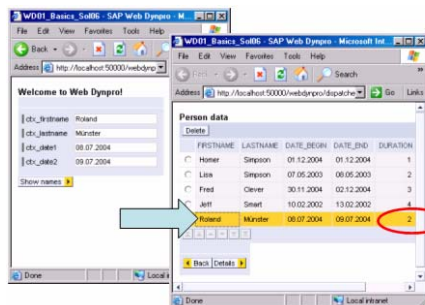 WD01_Basics_Sol06 - SAP Web Dynpro - M...
File Edit View Favorites Tools Help
Back
Address http://localhost:50000/webdynp
Welcome to Web Dynpro!
ctx_firstname Roland
ctx_lastname Münster
ctx_date1 08.07.2004
ctx_date2 09.07.2004
Show names
Done
Local i
WD01_Basics_Sol06 - SAP Web Dynpro - Microsoft Int...
File Edit View Favorites Tools Help
Back Search
Address http://localhost:50000/webdynpro/dispatche Go Links
Person data
Delete
FIRSTNAME LASTNAME DATE_BEGIN DATE_END DURATION
Homer Simpson 01.12.2004 01.12.2004 1
Lisa Simpson 07.05.2003 08.05.2003 2
Fred Clever 30.11.2004 02.12.2004 3
Jeff Smart 10.02.2002 13.02.2002 4
Roland Münster 08.07.2004 09.07.2004 2
Back Details
Done Local intranet